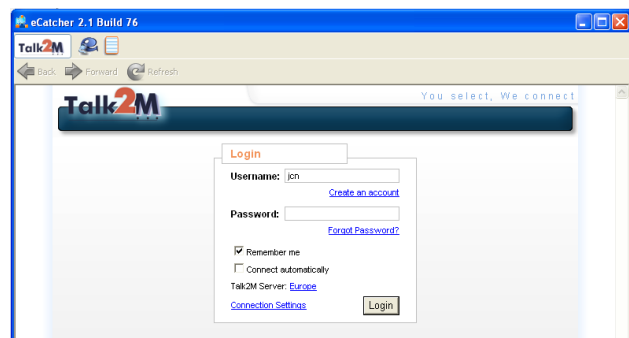 eCatcher 2.1 Build 76
Talk2M
Back Forward Refresh
Talk2M
You select, We connect
Login
Username: jcn
Create an account
Password:
Forgot Password?
Remember me
Connect automatically
Talk2M Server: Europe
Connection Settings Login